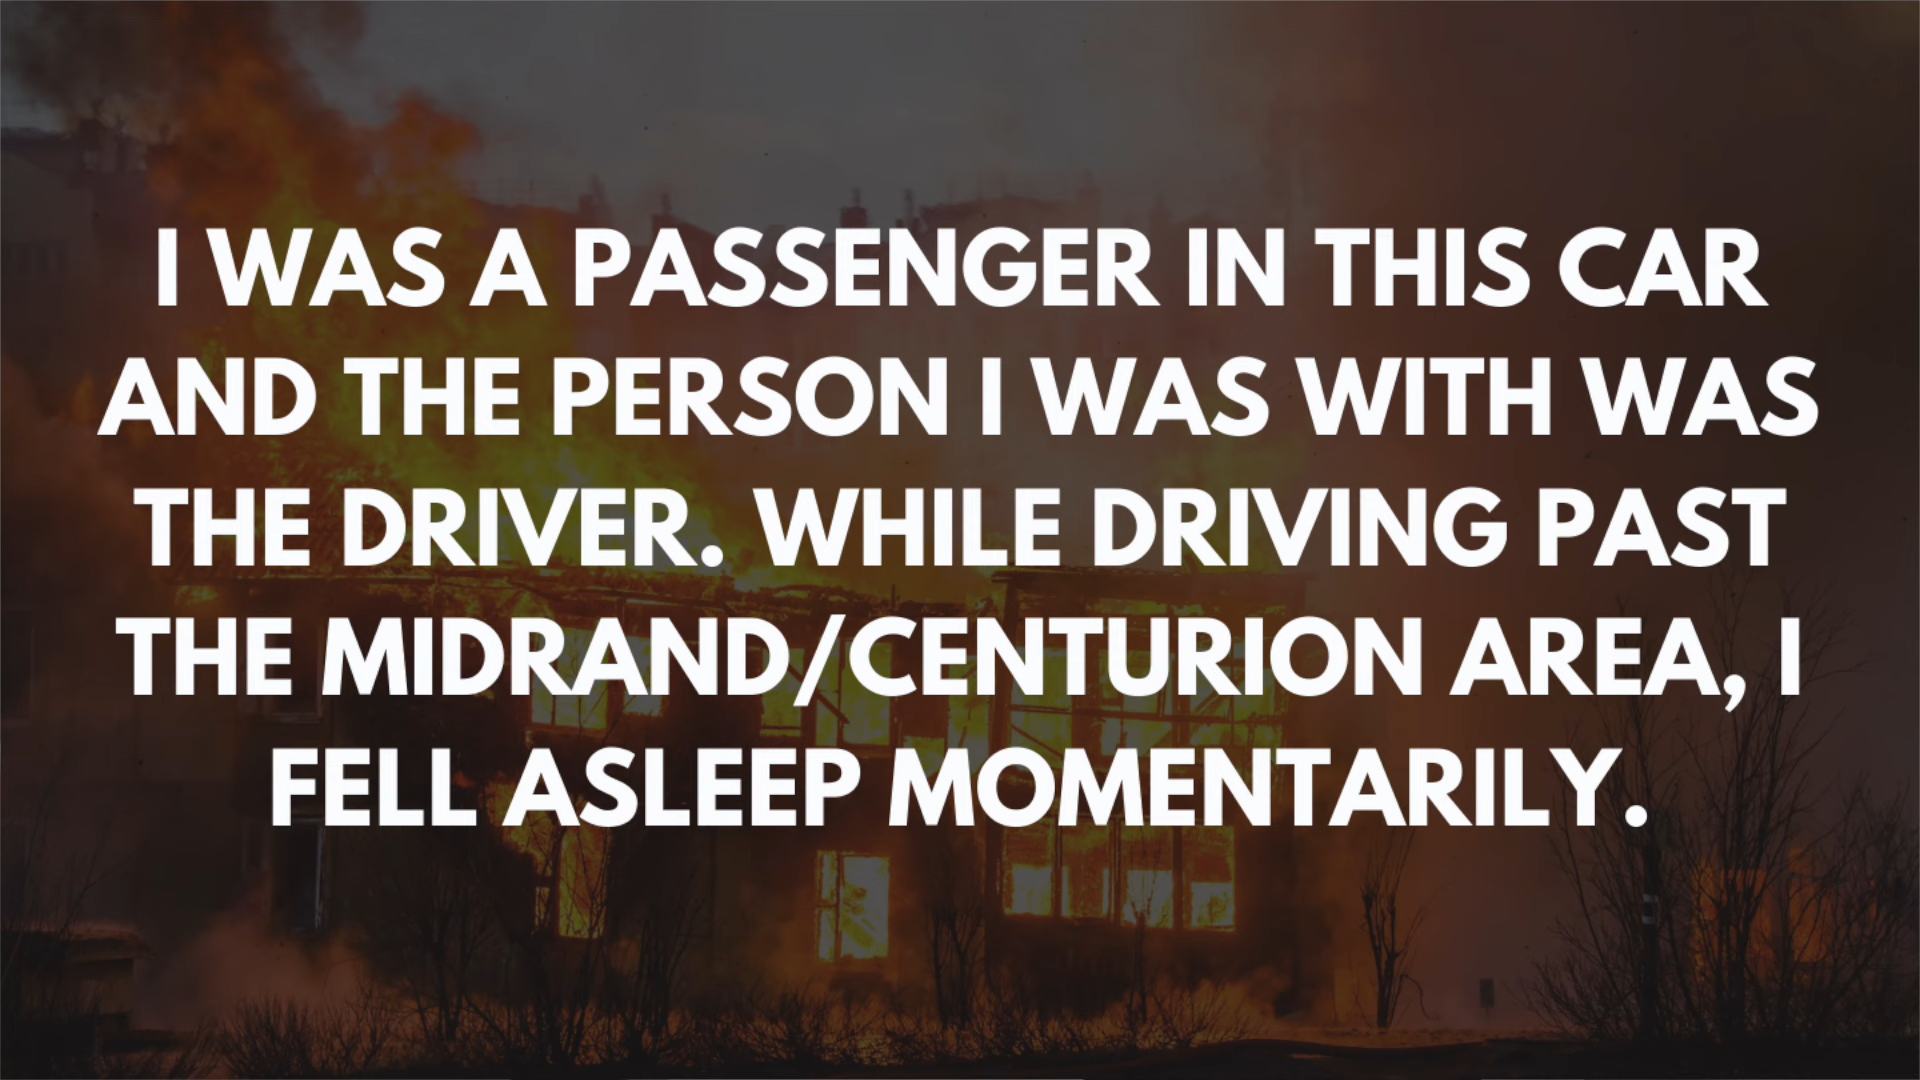 I WAS A PASSENGER IN THIS CAR
AND THE PERSON I WAS WITH WAS
THE DRIVER. WHILE DRIVING PAST
THE MIDRAND/CENTURION AREA, I
FELL ASLEEP MOMENTARILY.